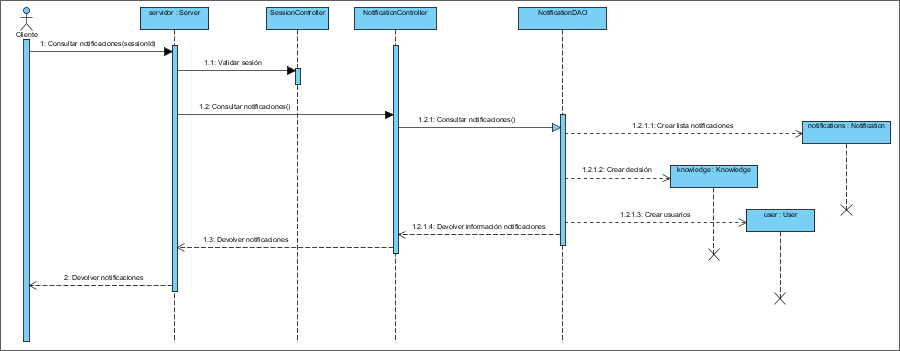 servidor : Server
SessionController
NotificationController
NotificationDAO
Cliente
1: Consultar notificaciones(sessionId)
1.1: Validar sesión
1.2: Consultar notificaciones()
1.2.1: Consultar notificaciones()
1.2.1.1: Crear lista notificaciones
notifications : Notification
1.2.1.2: Crear decisión
knowledge : Knowledge
1.2.1.3: Crear usuarios
user : User
1.2.1.4: Devolver información notificaciones
1.3: Devolver notificaciones
2: Devolver notificaciones